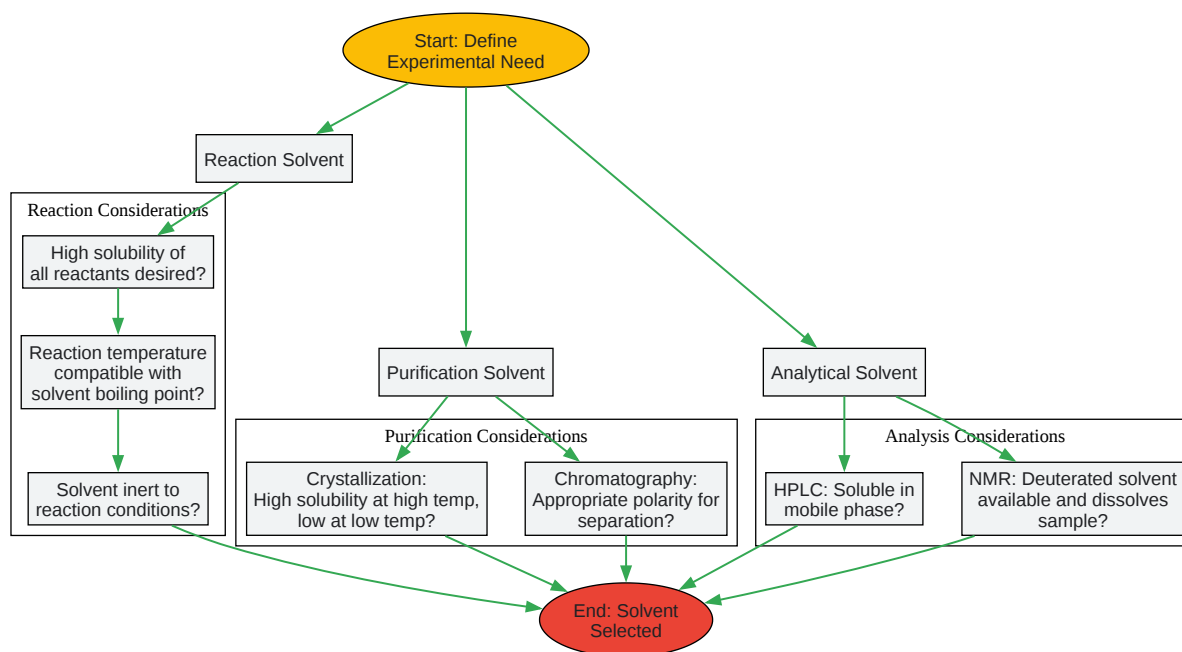 Start: Define
Experimental Need
Reaction Solvent
Reaction Considerations
High solubility of
all reactants desired?
Reaction temperature
compatible with
solvent boiling point?
Solvent inert to
reaction conditions?
Purification Solvent
Purification Considerations
Crystallization:
High solubility at high temp,
low at low temp?
Chromatography:
Appropriate polarity for
separation?
Analytical Solvent
Analysis Considerations
HPLC: Soluble in
mobile phase?
NMR: Deuterated solvent
available and dissolves
sample?
End: Solvent
Selected